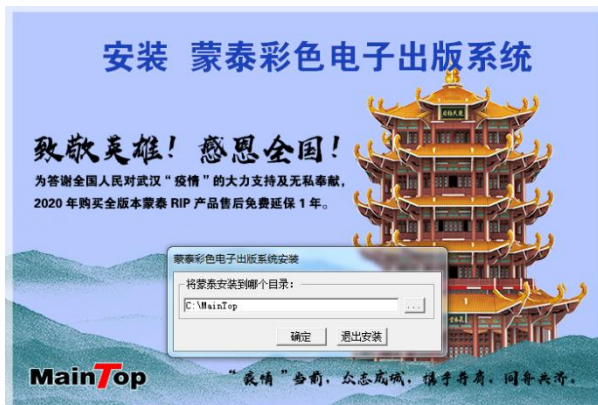 安装 蒙泰彩色电子出版系统
致敬英雄！感恩全国！
为答谢全国人民对武汉“疫情”的大力支持及无私奉献，
2020年购买全版本蒙泰RIP产品售后免费延保1年。
蒙泰彩色电子出版系统安装
将蒙泰安装到哪个目录：
C:\MainTop
...
确定
退出安装
MainTop
“疫情”当前，众志成城，携手并肩，同舟共济。